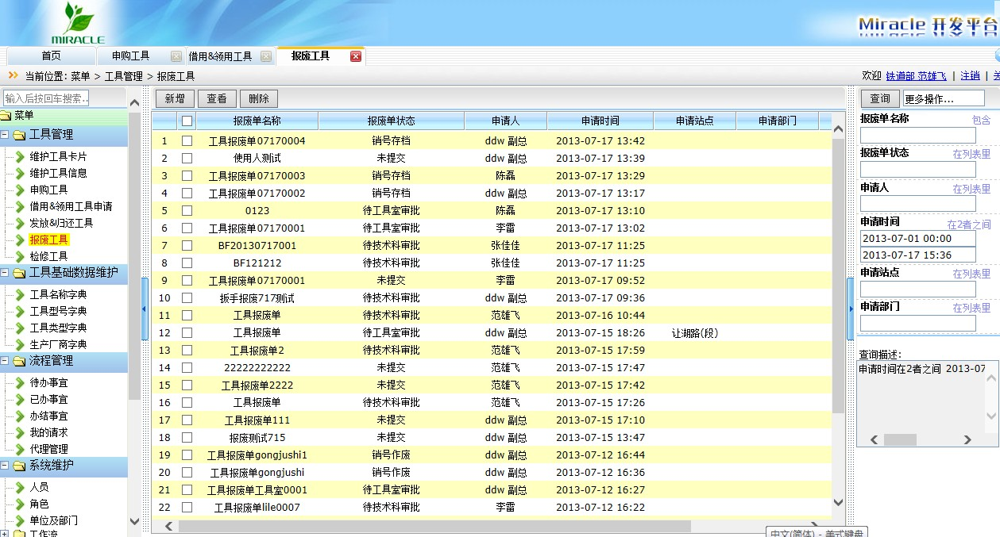 MIRACLE
Miracle 开发平台
首页 申购工具 借用&领用工具 报废工具
当前位置: 菜单 > 工具管理 > 报废工具
欢迎 铁道部 范雄飞 | 注销 |
输入后按回车搜索..
菜单
工具管理
维护工具卡片
维护工具信息
申购工具
借用&领用工具申请
发放&归还工具
报废工具
检修工具
工具基础数据维护
工具名称字典
工具型号字典
工具类型字典
生产厂商字典
流程管理
待办事宜
已办事宜
办结事宜
我的请求
代理管理
系统维护
人员
角色
单位及部门
工作流
新增 查看 删除
报废单名称 报废单状态 申请人 申请时间 申请站点 申请部门
1 工具报废单07170004 销号存档 ddw 副总 2013-07-17 13:42
2 使用人测试 未提交 ddw 副总 2013-07-17 13:39
3 工具报废单07170003 销号存档 陈磊 2013-07-17 13:29
4 工具报废单07170002 销号存档 ddw 副总 2013-07-17 13:17
5 0123 待工具室审批 陈磊 2013-07-17 13:10
6 工具报废单07170001 待工具室审批 李雷 2013-07-17 13:02
7 BF20130717001 待技术科审批 张佳佳 2013-07-17 11:25
8 BF121212 待技术科审批 张佳佳 2013-07-17 11:25
9 工具报废单07170001 未提交 李雷 2013-07-17 09:52
10 扳手报废717测试 待技术科审批 ddw 副总 2013-07-17 09:36
11 工具报废单 待技术科审批 范雄飞 2013-07-16 10:44
12 工具报废单 待工具室审批 ddw 副总 2013-07-15 18:26 让湖路(段)
13 工具报废单2 待技术科审批 范雄飞 2013-07-15 17:59
14 22222222222 未提交 范雄飞 2013-07-15 17:47
15 工具报废单2222 未提交 范雄飞 2013-07-15 17:42
16 工具报废单 待技术科审批 范雄飞 2013-07-15 17:26
17 工具报废单111 未提交 ddw 副总 2013-07-15 17:10
18 报废测试715 未提交 ddw 副总 2013-07-15 13:47
19 工具报废单gongjushi1 销号作废 ddw 副总 2013-07-12 16:44
20 工具报废单gongjushi 销号作废 ddw 副总 2013-07-12 16:36
21 工具报废单工具室0001 待工具室审批 ddw 副总 2013-07-12 16:27
22 工具报废单lile0007 待技术科审批 李雷 2013-07-12 16:22
查询 更多操作...
报废单名称 包含
报废单状态 在列表里
申请人 在列表里
申请时间 在2者之间
2013-07-01 00:00
2013-07-17 15:36
申请站点 在列表里
申请部门 在列表里
查询描述:
申请时间在2者之间 2013-07
中文(简体) - 美式键盘